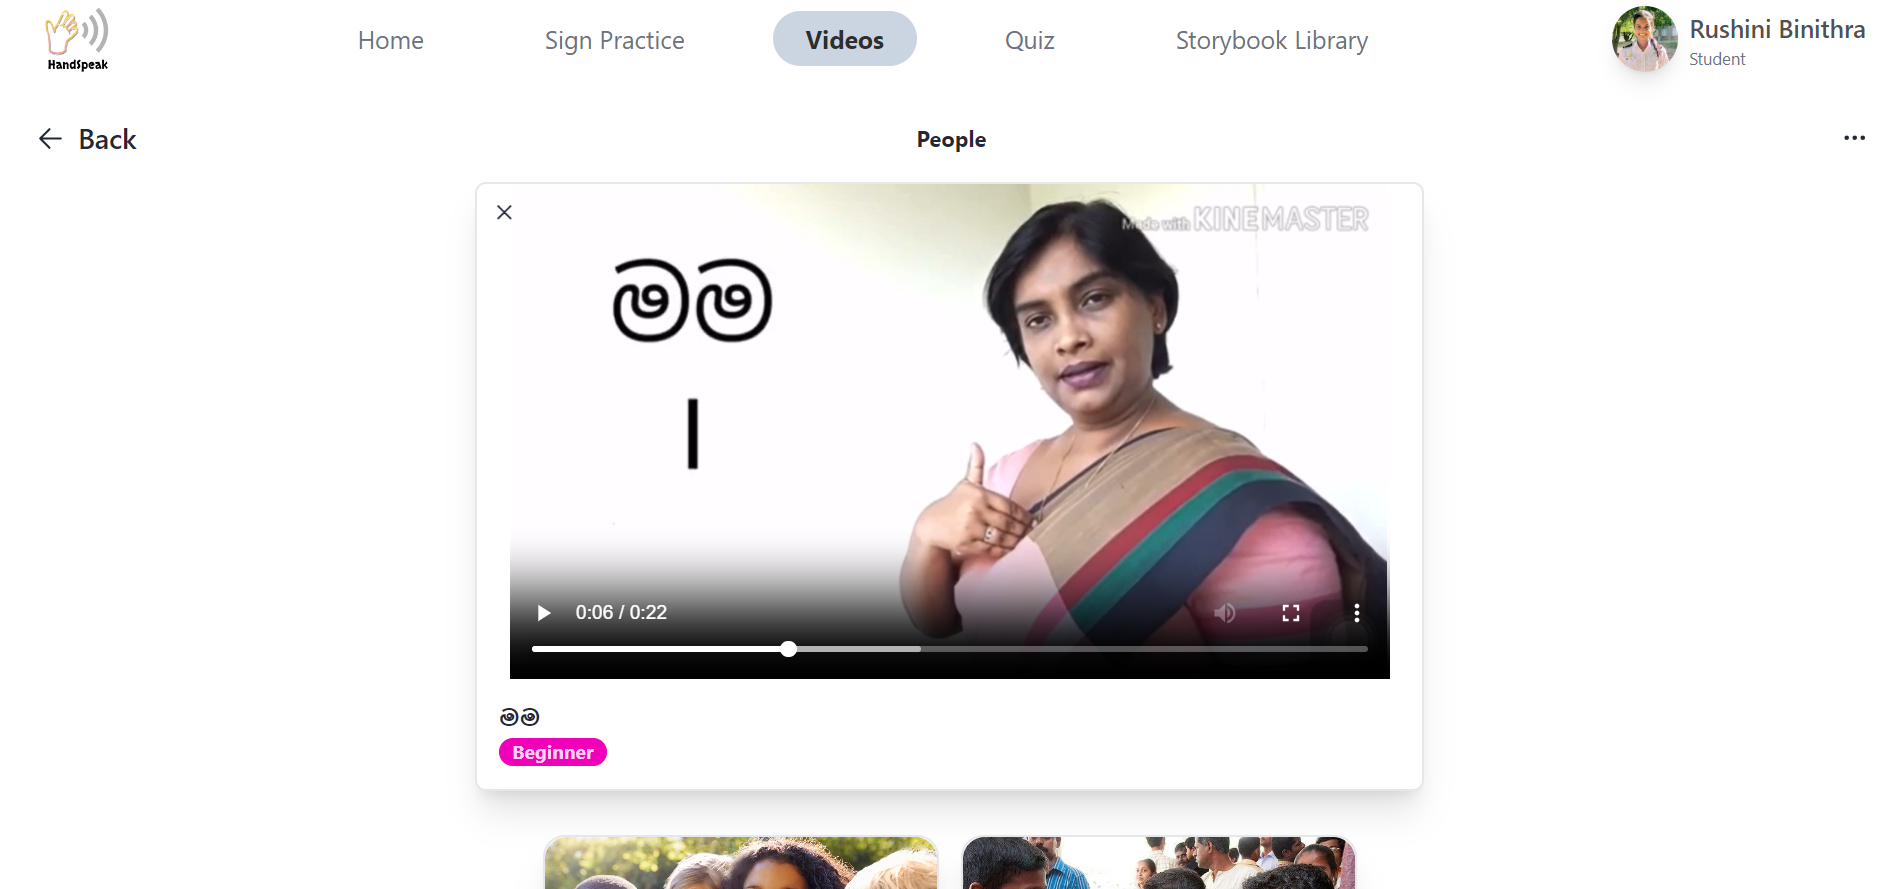 HandSpeak
Home
Sign Practice
Videos
Quiz
Storybook Library
Rushini Binithra
Student
Back
People
Made with KINEMASTER
මම
I
0:06 / 0:22
මම
Beginner